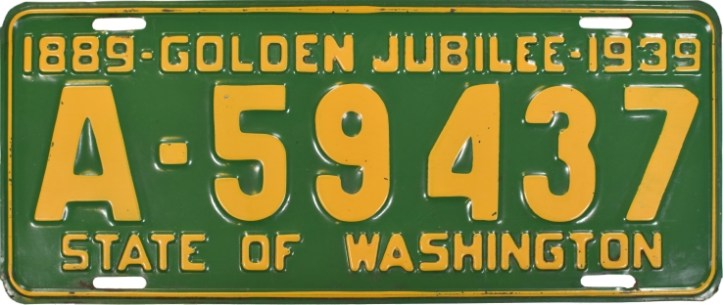 1889-GOLDEN JUBILEE-1939
A-59437
STATE OF WASHINGTON